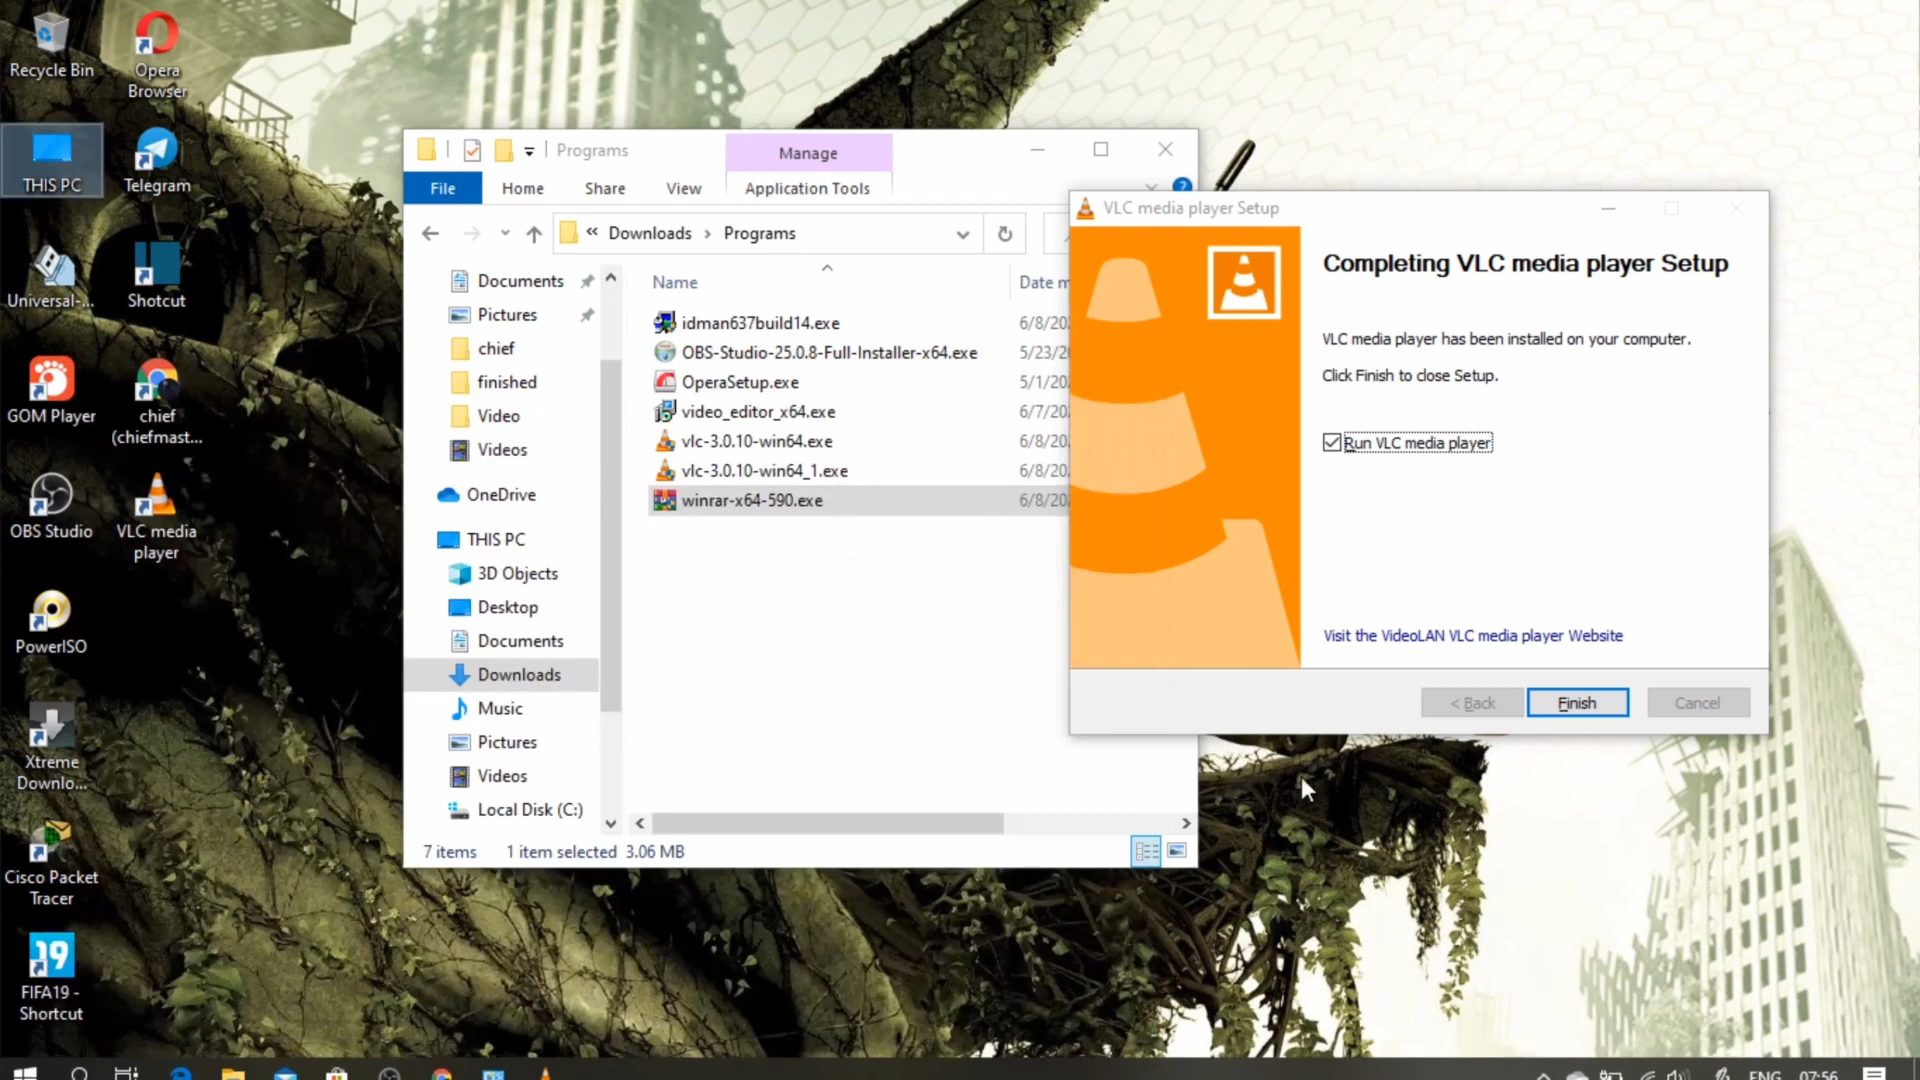 Recycle Bin
Opera
Browser
THIS PC
Telegram
Universal-...
Shotcut
GOM Player
chief
(chiefmast...
OBS Studio
VLC media
player
PowerISO
Xtreme
Downlo...
Cisco Packet
Tracer
19
FIFA19 -
Shortcut
Programs
Manage
File
Home
Share
View
Application Tools
?
« Downloads › Programs
Documents
Pictures
chief
finished
Video
Videos
OneDrive
THIS PC
3D Objects
Desktop
Documents
Downloads
Music
Pictures
Videos
Local Disk (C:)
Name
Date m
idman637build14.exe
6/8/202
OBS-Studio-25.0.8-Full-Installer-x64.exe
5/23/20
OperaSetup.exe
5/1/202
video_editor_x64.exe
6/7/202
vlc-3.0.10-win64.exe
6/8/202
vlc-3.0.10-win64_1.exe
6/8/202
winrar-x64-590.exe
6/8/202
7 items
1 item selected 3.06 MB
VLC media player Setup
Completing VLC media player Setup
VLC media player has been installed on your computer.
Click Finish to close Setup.
Run VLC media player
Visit the VideoLAN VLC media player Website
< Back
Finish
Cancel
ENG
07:56